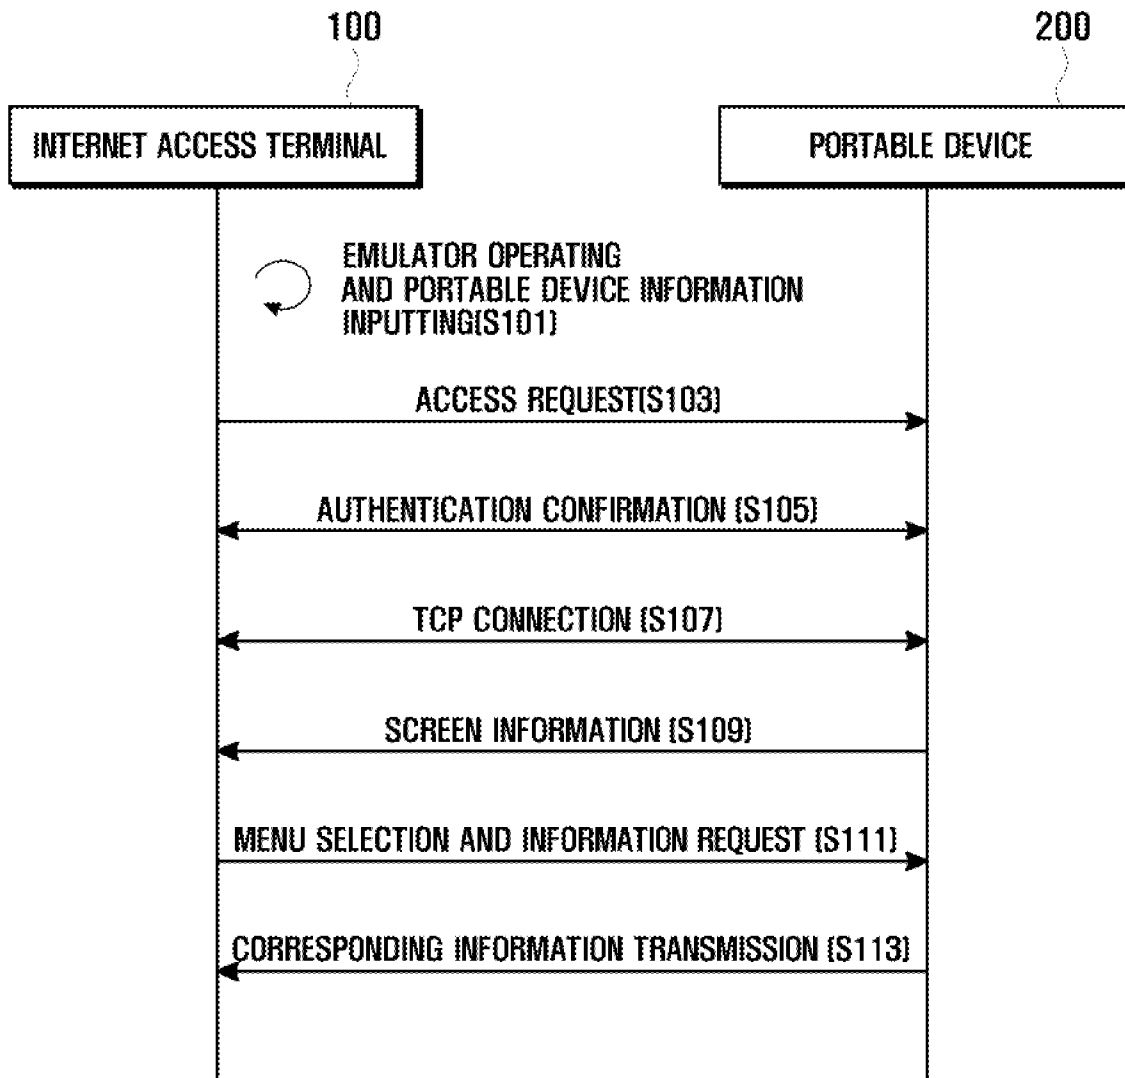 100
200
INTERNET ACCESS TERMINAL
PORTABLE DEVICE
EMULATOR OPERATING
AND PORTABLE DEVICE INFORMATION
INPUTTING(S101)
ACCESS REQUEST(S103)
AUTHENTICATION CONFIRMATION (S105)
TCP CONNECTION (S107)
SCREEN INFORMATION (S109)
MENU SELECTION AND INFORMATION REQUEST (S111)
CORRESPONDING INFORMATION TRANSMISSION (S113)